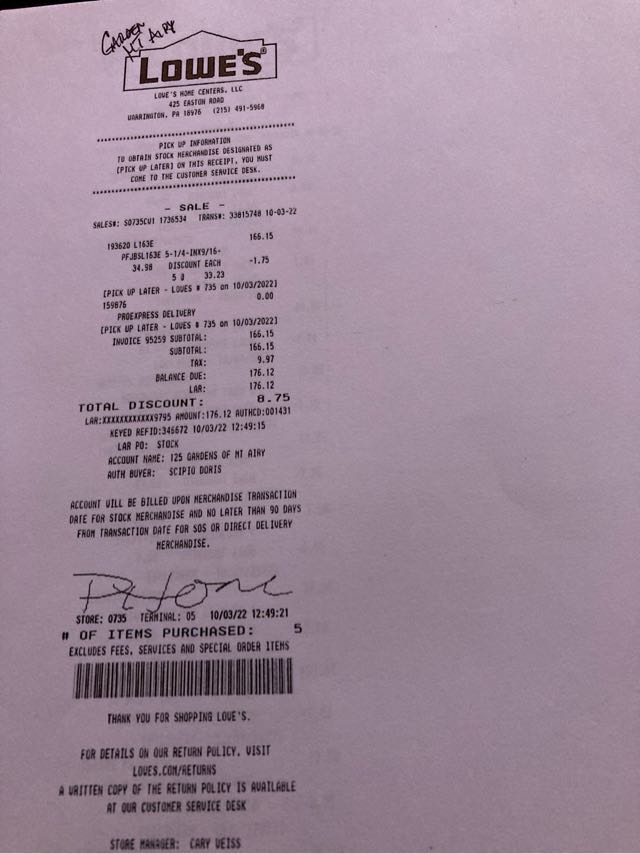 GARDEN
MT AIRY
LOWE'S
LOWE'S HOME CENTERS, LLC
425 EASTON ROAD
WARRINGTON, PA 18976 (215) 491-5968
PICK UP INFORMATION
TO OBTAIN STOCK MERCHANDISE DESIGNATED AS
[PICK UP LATER] ON THIS RECEIPT, YOU MUST
COME TO THE CUSTOMER SERVICE DESK.
- SALE -
SALES#: S0735CU1 1736534 TRANS#: 33815748 10-03-22
193620 L163E 166.15
PFJBSL163E 5-1/4-INX9/16-
34.98 DISCOUNT EACH -1.75
5 @ 33.23
[PICK UP LATER - LOWES # 735 on 10/03/2022]
159876 0.00
PROEXPRESS DELIVERY
[PICK UP LATER - LOWES # 735 on 10/03/2022]
INVOICE 95259 SUBTOTAL: 166.15
SUBTOTAL: 166.15
TAX: 9.97
BALANCE DUE: 176.12
LAR: 176.12
TOTAL DISCOUNT: 8.75
LAR:XXXXXXXXXXXX9795 AMOUNT:176.12 AUTHCD:001431
KEYED REFID:346672 10/03/22 12:49:15
LAR PO: STOCK
ACCOUNT NAME: 125 GARDENS OF MT AIRY
AUTH BUYER: SCIPIO DORIS
ACCOUNT WILL BE BILLED UPON MERCHANDISE TRANSACTION
DATE FOR STOCK MERCHANDISE AND NO LATER THAN 90 DAYS
FROM TRANSACTION DATE FOR SOS OR DIRECT DELIVERY
MERCHANDISE.
STORE: 0735 TERMINAL: 05 10/03/22 12:49:21
# OF ITEMS PURCHASED: 5
EXCLUDES FEES, SERVICES AND SPECIAL ORDER ITEMS
THANK YOU FOR SHOPPING LOWE'S.
FOR DETAILS ON OUR RETURN POLICY, VISIT
LOWES.COM/RETURNS
A WRITTEN COPY OF THE RETURN POLICY IS AVAILABLE
AT OUR CUSTOMER SERVICE DESK
STORE MANAGER: CARY WEISS